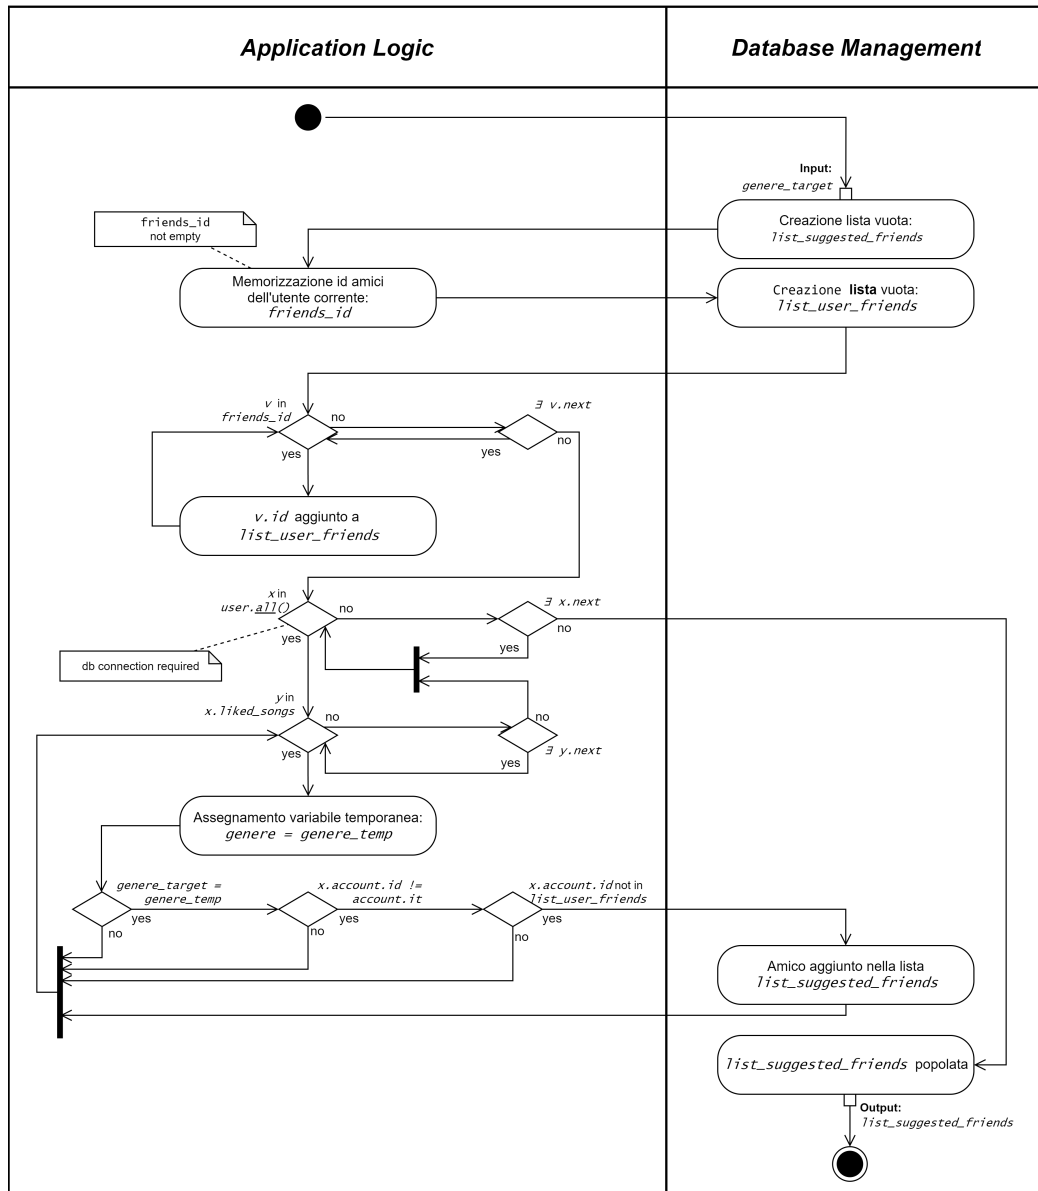 Application Logic
Database Management
Input:
genere_target
Creazione lista vuota:
list_suggested_friends
friends_id
not empty
Memorizzazione id amici
dell'utente corrente:
friends_id
Creazione lista vuota:
list_user_friends
v in
friends_id
no
yes
∃ v.next
no
yes
v.id aggiunto a
list_user_friends
x in
user.all()
no
yes
∃ x.next
no
yes
db connection required
y in
x.liked_songs
no
yes
no
∃ y.next
yes
Assegnamento variabile temporanea:
genere = genere_temp
genere_target =
genere_temp
yes
no
x.account.id !=
account.it
yes
no
x.account.id not in
list_user_friends
yes
no
Amico aggiunto nella lista
list_suggested_friends
list_suggested_friends popolata
Output:
list_suggested_friends